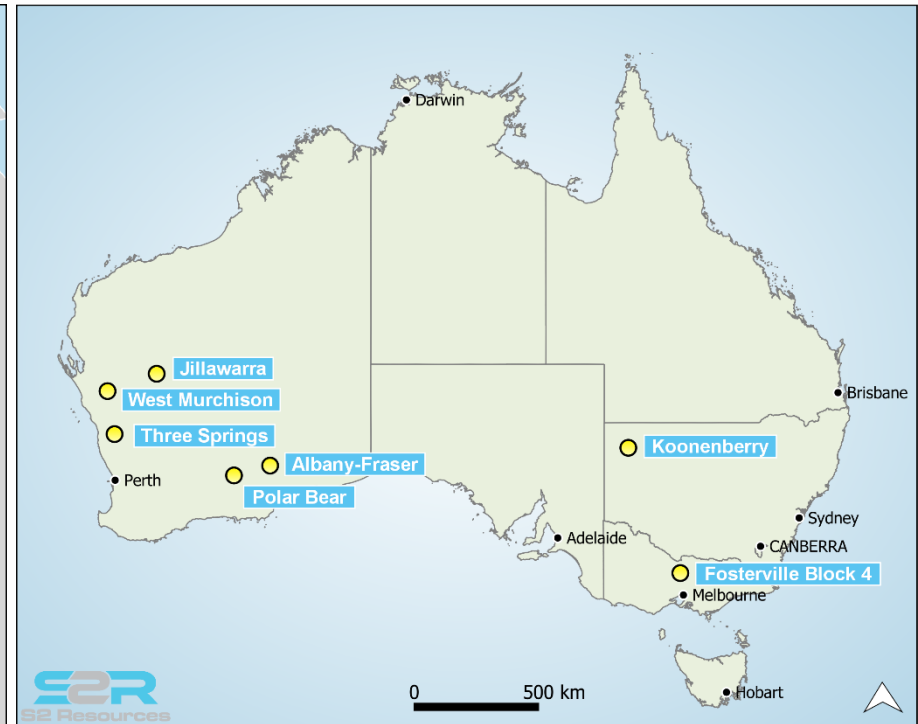 Darwin
Jillawarra
West Murchison
Brisbane
Three Springs
Koonenberry
Albany-Fraser
Perth
Polar Bear
Sydney
Adelaide
CANBERRA
Fosterville Block 4
Melbourne
S2R
S2 Resources
0 500 km
Hobart